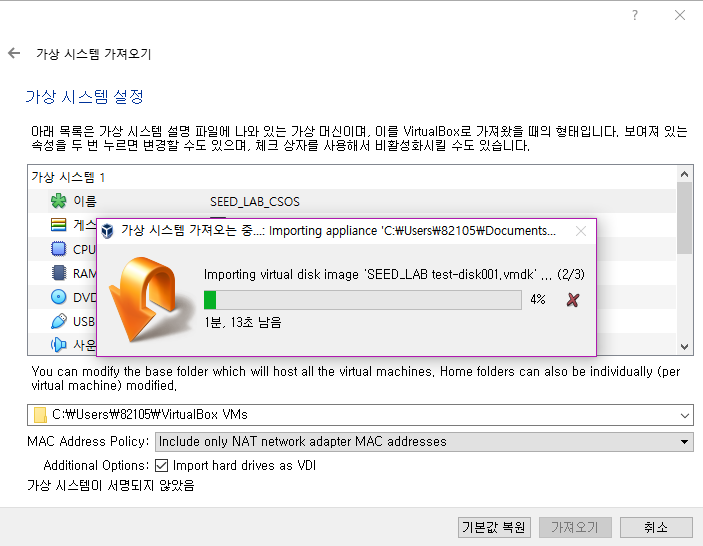 ?
가상 시스템 가져오기
가상 시스템 설정
아래 목록은 가상 시스템 설명 파일에 나와 있는 가상 머신이며, 이를 VirtualBox로 가져왔을 때의 형태입니다. 보여져 있는
속성을 두 번 누르면 변경할 수도 있으며, 체크 상자를 사용해서 비활성화시킬 수도 있습니다.
가상 시스템 1
이름 SEED_LAB_CSOS
게스
CPU
RAM
DVD
USB
사운
가상 시스템 가져오는 중...: Importing appliance 'C:₩Users₩82105₩Documents...
Importing virtual disk image 'SEED_LAB test-disk001.vmdk' ... (2/3)
4%
1분, 13초 남음
You can modify the base folder which will host all the virtual machines. Home folders can also be individually (per
virtual machine) modified.
C:₩Users₩82105₩VirtualBox VMs
MAC Address Policy: Include only NAT network adapter MAC addresses
Additional Options: Import hard drives as VDI
가상 시스템이 서명되지 않았음
기본값 복원 가져오기 취소